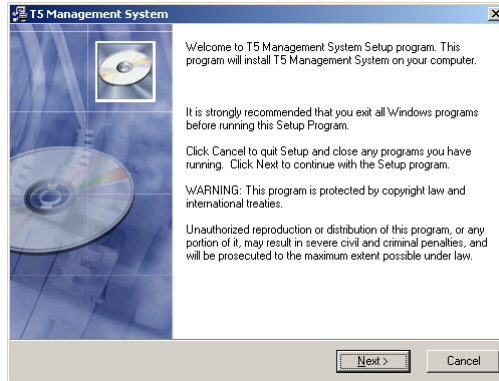 T5 Management System
Welcome to T5 Management System Setup program. This
program will install T5 Management System on your computer.
It is strongly recommended that you exit all Windows programs
before running this Setup Program.
Click Cancel to quit Setup and close any programs you have
running. Click Next to continue with the Setup program.
WARNING: This program is protected by copyright law and
international treaties.
Unauthorized reproduction or distribution of this program, or any
portion of it, may result in severe civil and criminal penalties, and
will be prosecuted to the maximum extent possible under law.
Next >
Cancel